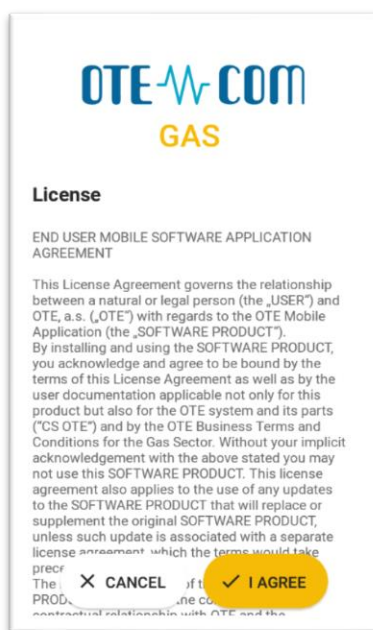 OTE COM
GAS
License
END USER MOBILE SOFTWARE APPLICATION
AGREEMENT
This License Agreement governs the relationship
between a natural or legal person (the „USER“) and
OTE, a.s. („OTE“) with regards to the OTE Mobile
Application (the „SOFTWARE PRODUCT“).
By installing and using the SOFTWARE PRODUCT,
you acknowledge and agree to be bound by the
terms of this License Agreement as well as by the
user documentation applicable not only for this
product but also for the OTE system and its parts
("CS OTE") and by the OTE Business Terms and
Conditions for the Gas Sector. Without your implicit
acknowledgement with the above stated you may
not use this SOFTWARE PRODUCT. This license
agreement also applies to the use of any updates
to the SOFTWARE PRODUCT that will replace or
supplement the original SOFTWARE PRODUCT,
unless such update is associated with a separate
license agreement, which the terms would take
The
CANCEL
I AGREE
contractual relationship with OTE and the